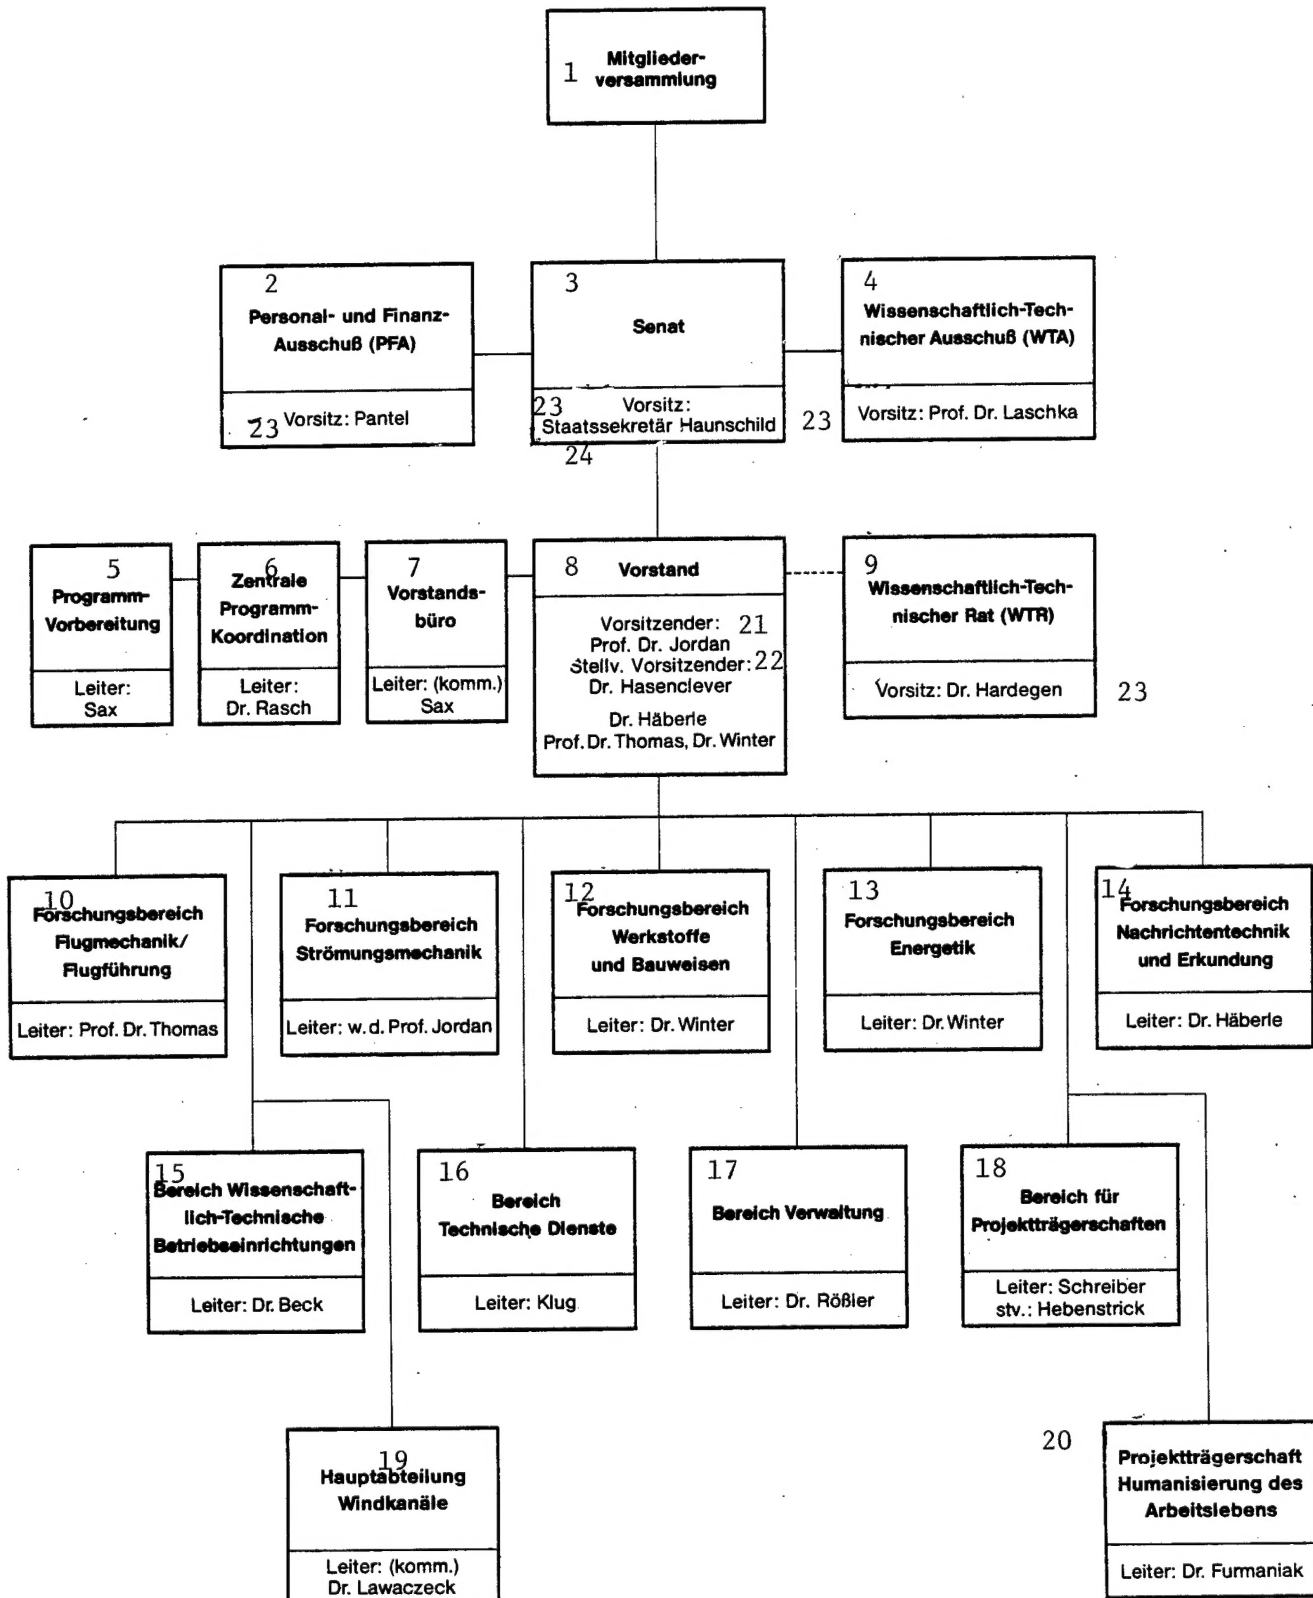 1
Mitglieder-
versammlung
2
Personal- und Finanz-
Ausschuß (PFA)
23 Vorsitz: Pantel
3
Senat
23 Vorsitz:
Staatssekretär Haunschild
24
4
Wissenschaftlich-Tech-
nischer Ausschuß (WTA)
23 Vorsitz: Prof. Dr. Laschka
5
Programm-
Vorbereitung
Leiter:
Sax
6
Zentrale
Programm-
Koordination
Leiter:
Dr. Rasch
7
Vorstands-
büro
Leiter: (komm.)
Sax
8 Vorstand
Vorsitzender: 21
Prof. Dr. Jordan
Stellv. Vorsitzender: 22
Dr. Hasenclever
Dr. Häberle
Prof. Dr. Thomas, Dr. Winter
9
Wissenschaftlich-Tech-
nischer Rat (WTR)
Vorsitz: Dr. Hardegen 23
10
Forschungsbereich
Flugmechanik/
Flugführung
Leiter: Prof. Dr. Thomas
11
Forschungsbereich
Strömungsmechanik
Leiter: w.d. Prof. Jordan
12
Forschungsbereich
Werkstoffe
und Bauweisen
Leiter: Dr. Winter
13
Forschungsbereich
Energetik
Leiter: Dr. Winter
14
Forschungsbereich
Nachrichtentechnik
und Erkundung
Leiter: Dr. Häberle
15
Bereich Wissenschaft-
lich-Technische
Betriebseinrichtungen
Leiter: Dr. Beck
16
Bereich
Technische Dienste
Leiter: Klug
17
Bereich Verwaltung
Leiter: Dr. Rößler
18
Bereich für
Projektträgerschaften
Leiter: Schreiber
stv.: Hebenstrick
19
Hauptabteilung
Windkanäle
Leiter: (komm.)
Dr. Lawaczeck
20
Projektträgerschaft
Humanisierung des
Arbeitslebens
Leiter: Dr. Furmaniak